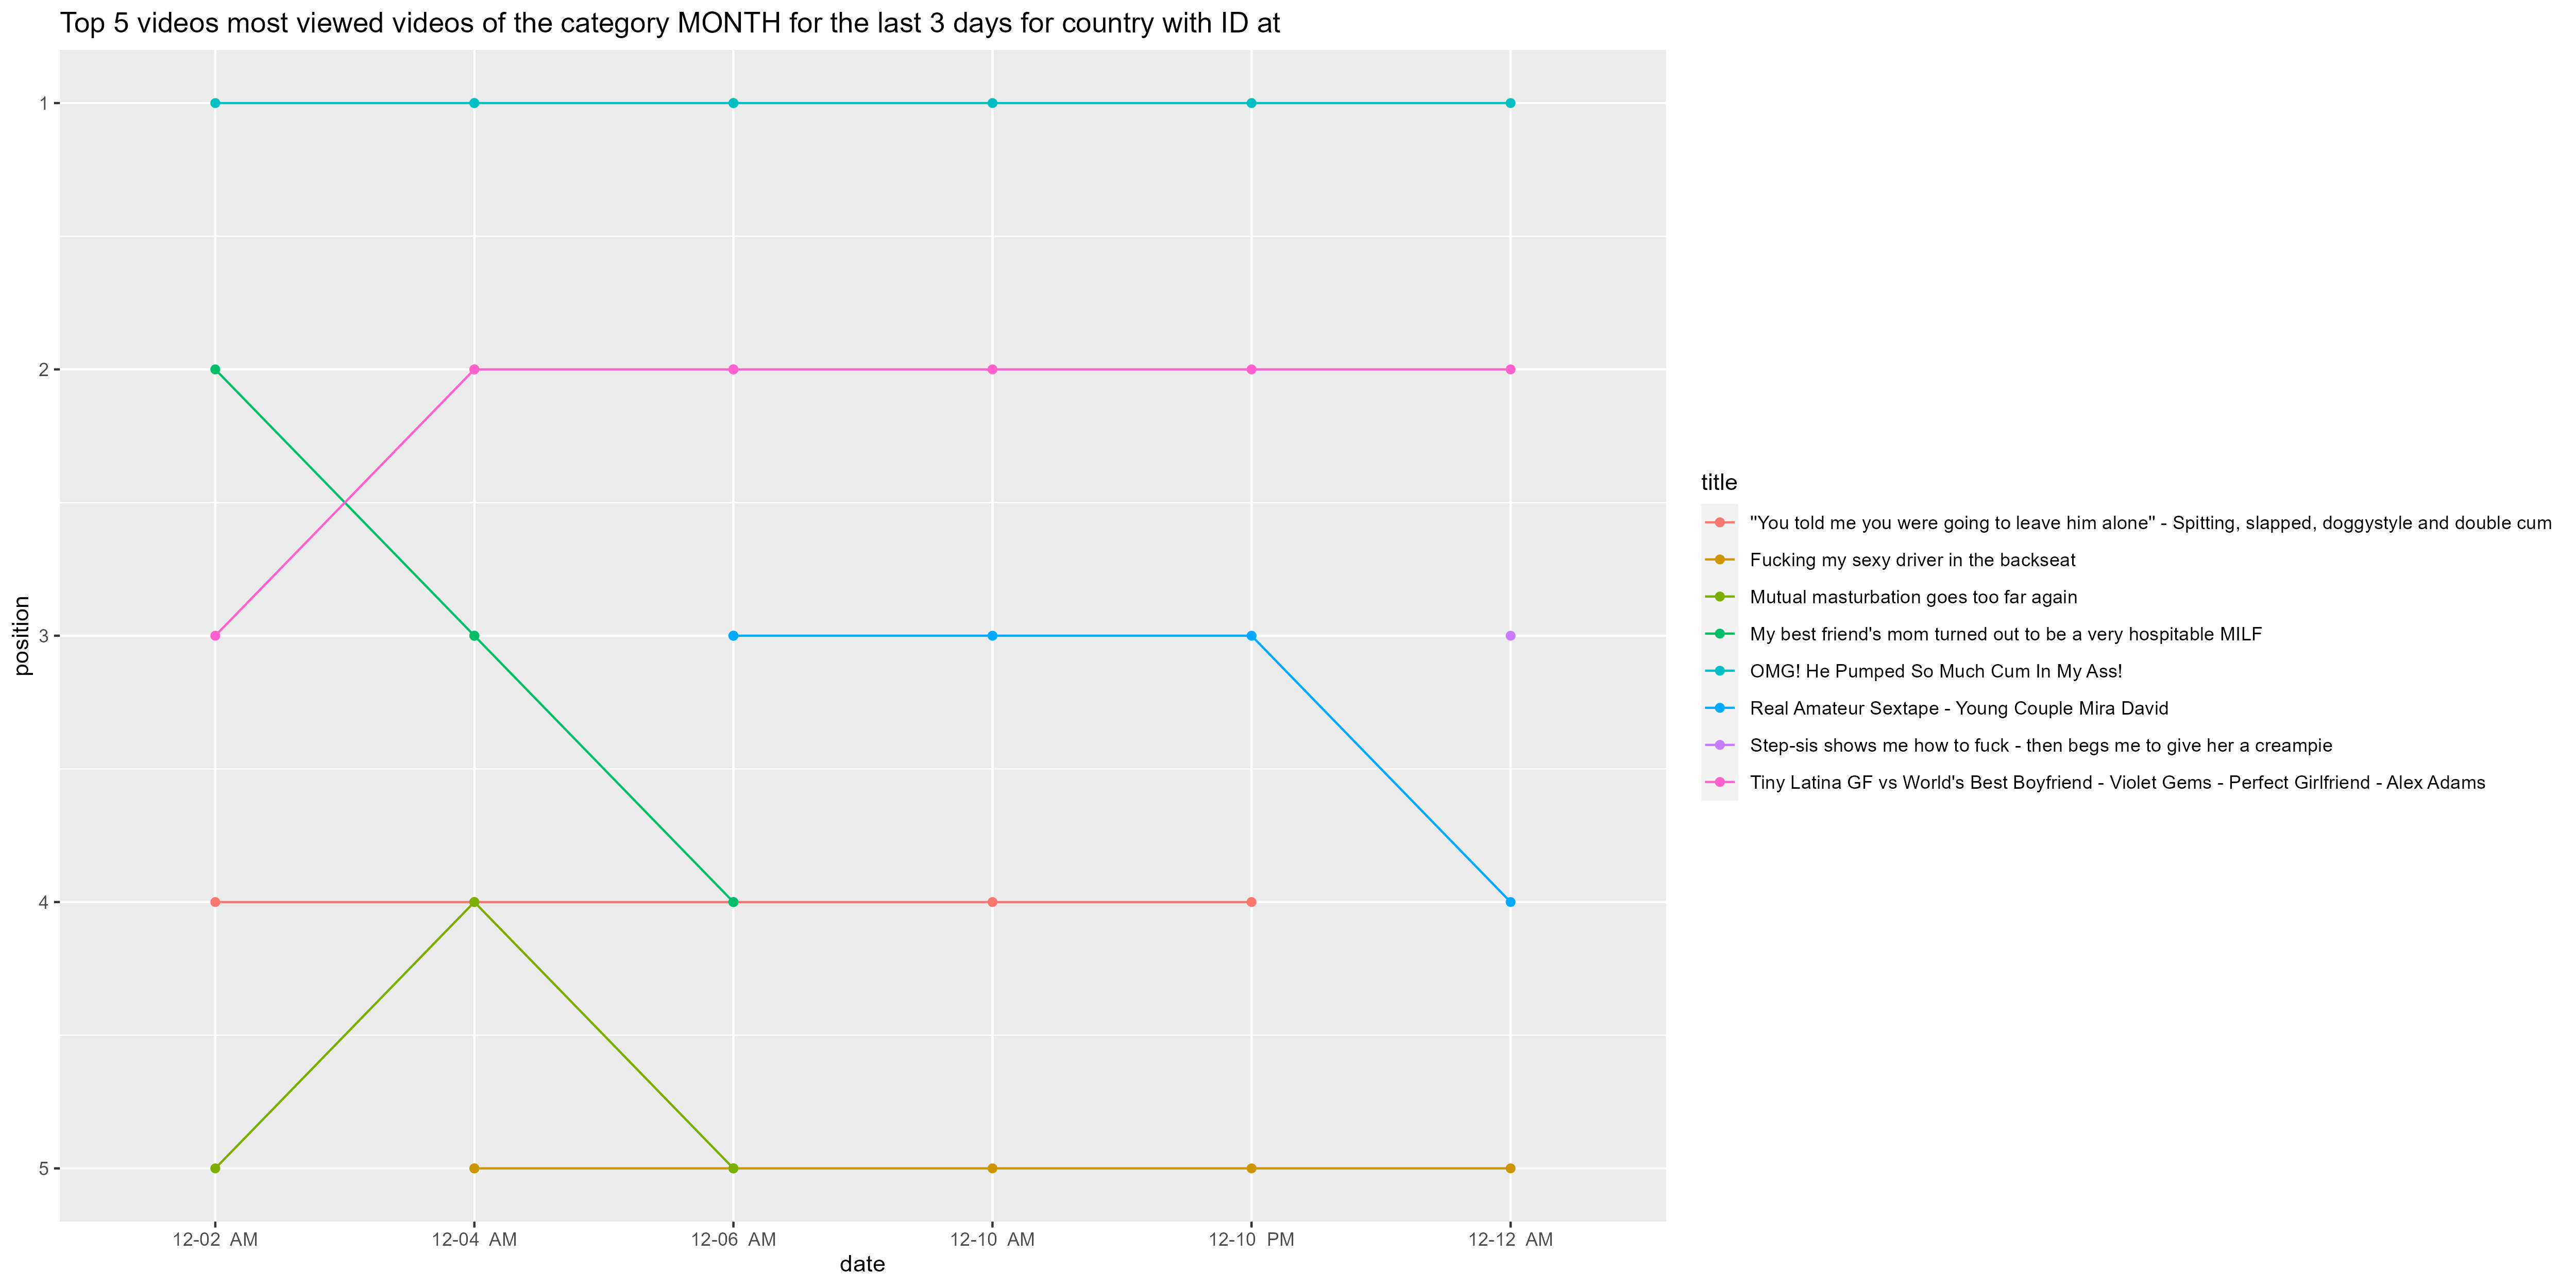 Top 5 videos most viewed videos of the category MONTH for the last 3 days for country with ID at
1
2
3
4
5
position
12-02 AM
12-04 AM
12-06 AM
12-10 AM
12-10 PM
12-12 AM
date
title
"You told me you were going to leave him alone" - Spitting, slapped, doggystyle and double cum
Fucking my sexy driver in the backseat
Mutual masturbation goes too far again
My best friend's mom turned out to be a very hospitable MILF
OMG! He Pumped So Much Cum In My Ass!
Real Amateur Sextape - Young Couple Mira David
Step-sis shows me how to fuck - then begs me to give her a creampie
Tiny Latina GF vs World's Best Boyfriend - Violet Gems - Perfect Girlfriend - Alex Adams